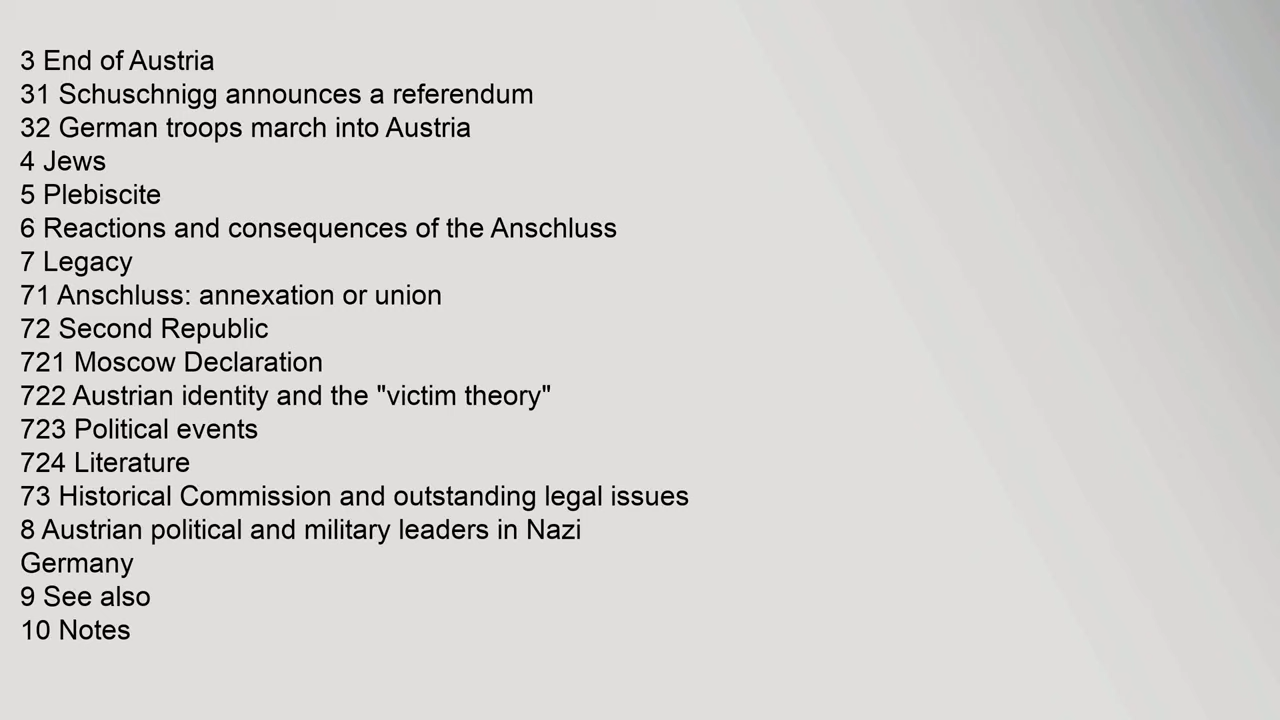 3 End of Austria
31 Schuschnigg announces a referendum
32 German troops march into Austria
4 Jews
5 Plebiscite
6 Reactions and consequences of the Anschluss
7 Legacy
71 Anschluss: annexation or union
72 Second Republic
721 Moscow Declaration
722 Austrian identity and the "victim theory"
723 Political events
724 Literature
73 Historical Commission and outstanding legal issues
8 Austrian political and military leaders in Nazi
Germany
9 See also
10 Notes